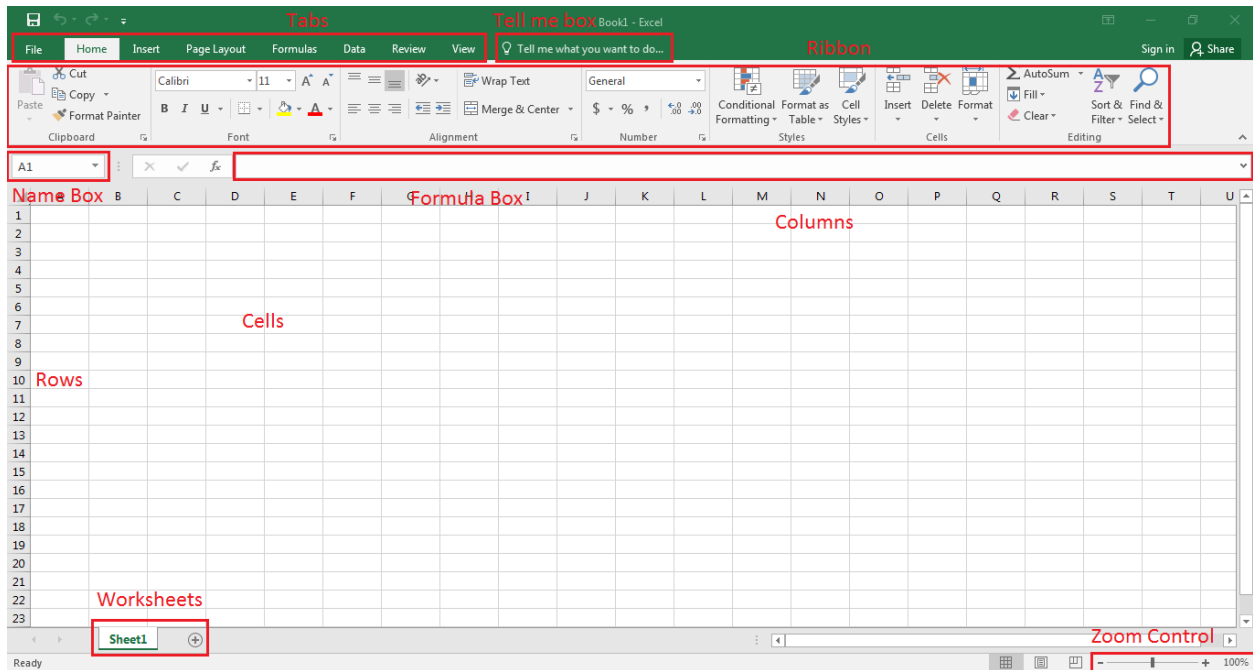 Tabs Tell me box Book1 - Excel
File Home Insert Page Layout Formulas Data Review View Tell me what you want to do... Ribbon Sign in Share
Cut
Copy
Format Painter
Paste
Clipboard
Calibri 11
B I U
Font
Wrap Text
Merge & Center
Alignment
General
$ % ,
Number
Conditional Formatting
Format as Table
Cell Styles
Styles
Insert Delete Format
Cells
AutoSum
Fill
Clear
Sort & Filter
Find & Select
Editing
A1 fx
Name Box Formula Box
B C D E F G H I J K L M N O P Q R S T U
Columns
1
2
3
4
5
6
7
Cells
8
9
10 Rows
11
12
13
14
15
16
17
18
19
20
21
22 Worksheets
23
Sheet1 Zoom Control
Ready 100%